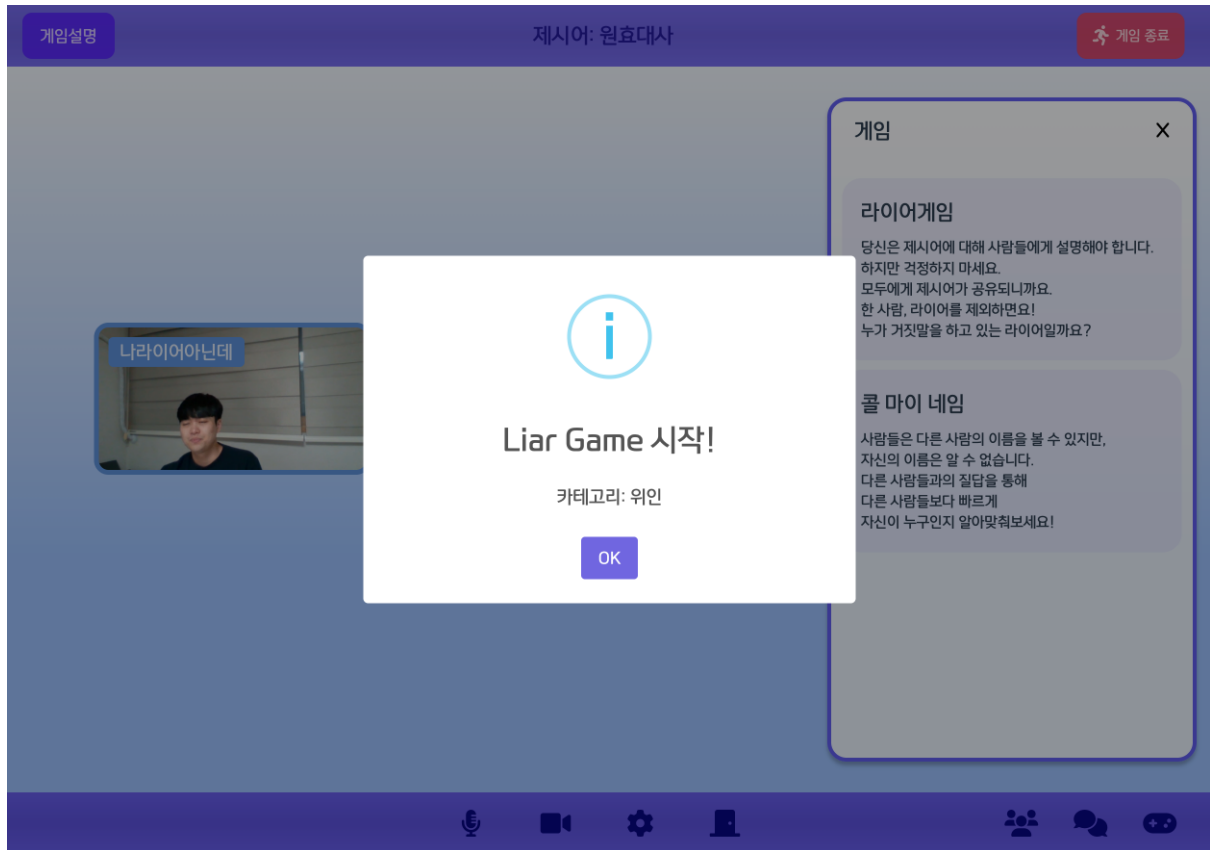 게임설명
제시어: 원효대사
게임 종료
게임
X
라이어게임
당신은 제시어에 대해 사람들에게 설명해야 합니다.
하지만 걱정하지 마세요.
모두에게 제시어가 공유되니까요.
한 사람, 라이어를 제외하면요!
누가 거짓말을 하고 있는 라이어일까요?
콜 마이 네임
사람들은 다른 사람의 이름을 볼 수 있지만,
자신의 이름은 알 수 없습니다.
다른 사람들과의 질답을 통해
다른 사람들보다 빠르게
자신이 누구인지 알아맞춰보세요!
나라이어아닌데
i
Liar Game 시작!
카테고리: 위인
OK